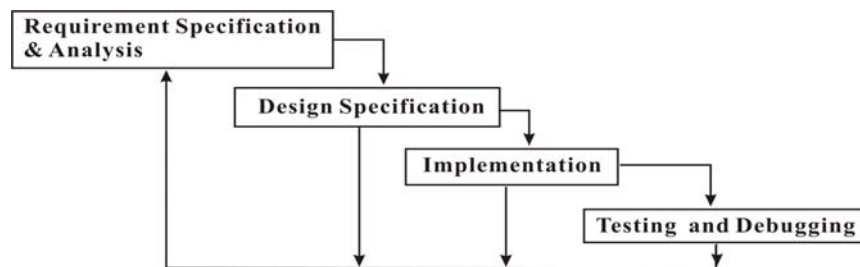 Requirement Specification
& Analysis
Design Specification
Implementation
Testing and Debugging